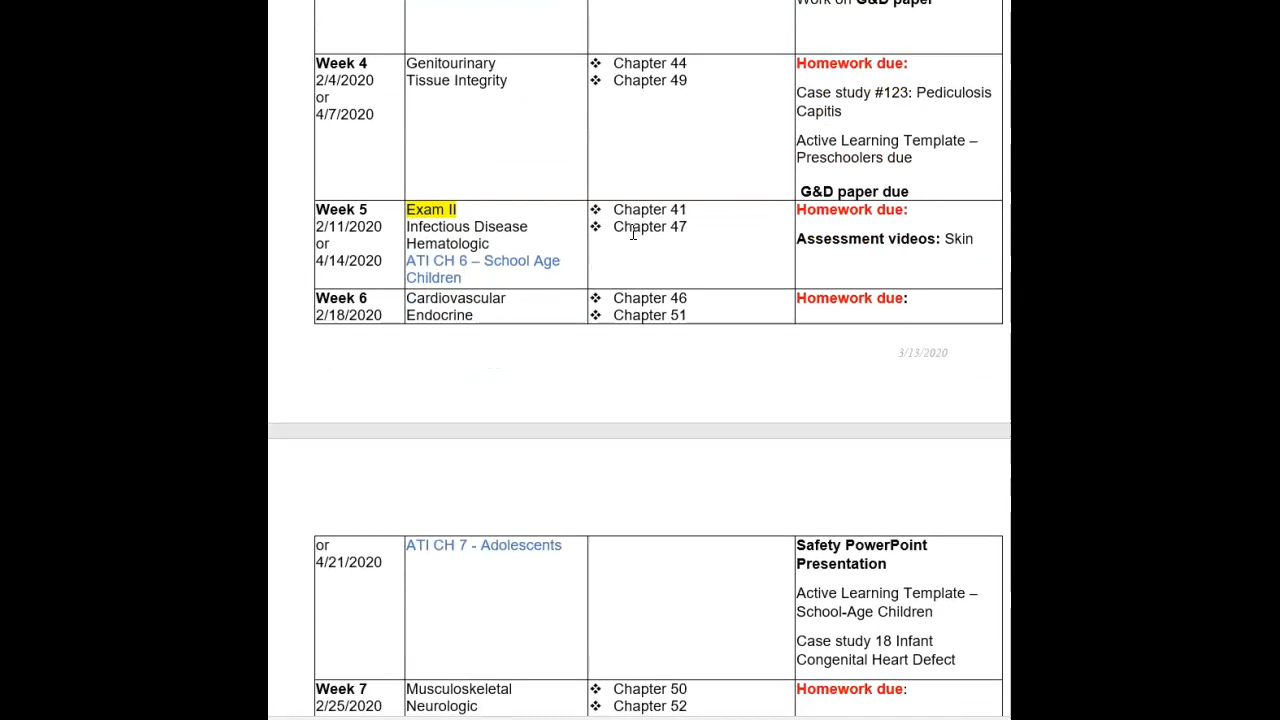 Work on G&D paper
Week 4
2/4/2020
or
4/7/2020
Genitourinary
Tissue Integrity
❖ Chapter 44
❖ Chapter 49
Homework due:
Case study #123: Pediculosis
Capitis
Active Learning Template –
Preschoolers due
G&D paper due
Week 5
2/11/2020
or
4/14/2020
Exam II
Infectious Disease
Hematologic
ATI CH 6 – School Age
Children
❖ Chapter 41
❖ Chapter 47
Homework due:
Assessment videos: Skin
Week 6
2/18/2020
Cardiovascular
Endocrine
❖ Chapter 46
❖ Chapter 51
Homework due:
3/13/2020
or
4/21/2020
ATI CH 7 - Adolescents
Safety PowerPoint
Presentation
Active Learning Template –
School-Age Children
Case study 18 Infant
Congenital Heart Defect
Week 7
2/25/2020
Musculoskeletal
Neurologic
❖ Chapter 50
❖ Chapter 52
Homework due: